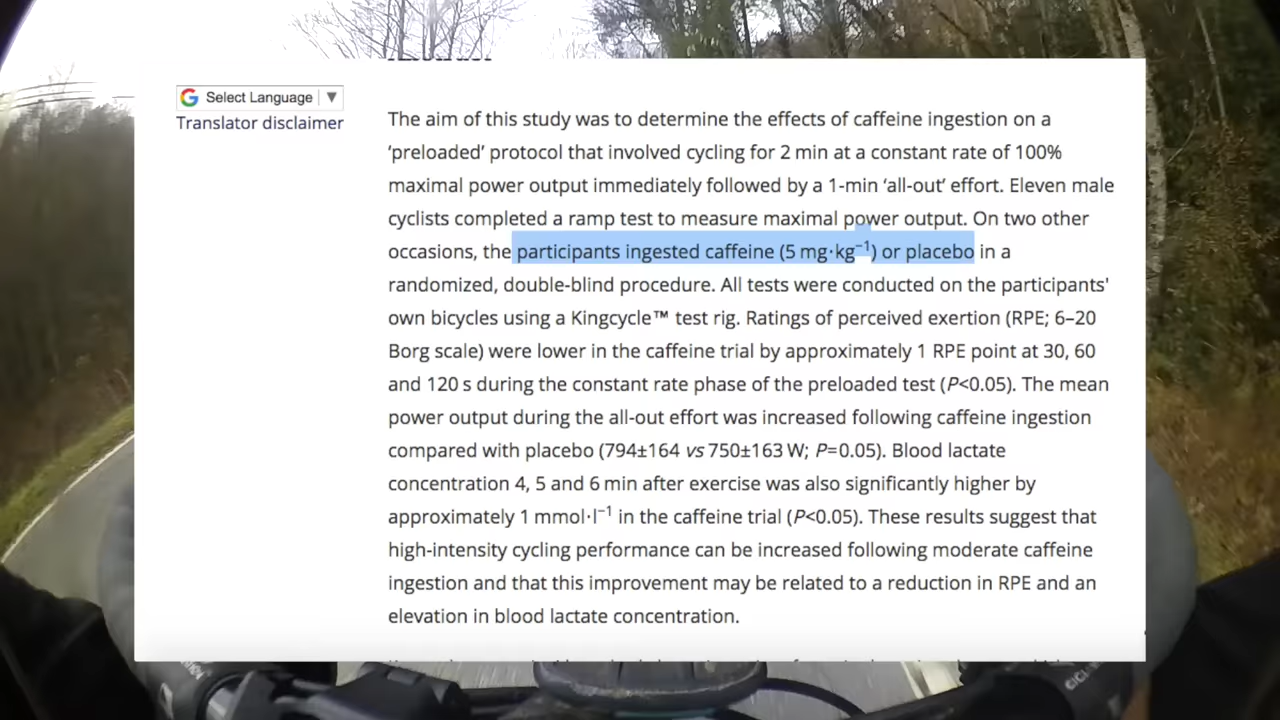 Select Language ▼
Translator disclaimer
The aim of this study was to determine the effects of caffeine ingestion on a
‘preloaded’ protocol that involved cycling for 2 min at a constant rate of 100%
maximal power output immediately followed by a 1-min ‘all-out’ effort. Eleven male
cyclists completed a ramp test to measure maximal power output. On two other
occasions, the participants ingested caffeine (5 mg·kg⁻¹) or placebo in a
randomized, double-blind procedure. All tests were conducted on the participants'
own bicycles using a Kingcycle™ test rig. Ratings of perceived exertion (RPE; 6–20
Borg scale) were lower in the caffeine trial by approximately 1 RPE point at 30, 60
and 120 s during the constant rate phase of the preloaded test (P<0.05). The mean
power output during the all-out effort was increased following caffeine ingestion
compared with placebo (794±164 vs 750±163 W; P=0.05). Blood lactate
concentration 4, 5 and 6 min after exercise was also significantly higher by
approximately 1 mmol·l⁻¹ in the caffeine trial (P<0.05). These results suggest that
high-intensity cycling performance can be increased following moderate caffeine
ingestion and that this improvement may be related to a reduction in RPE and an
elevation in blood lactate concentration.